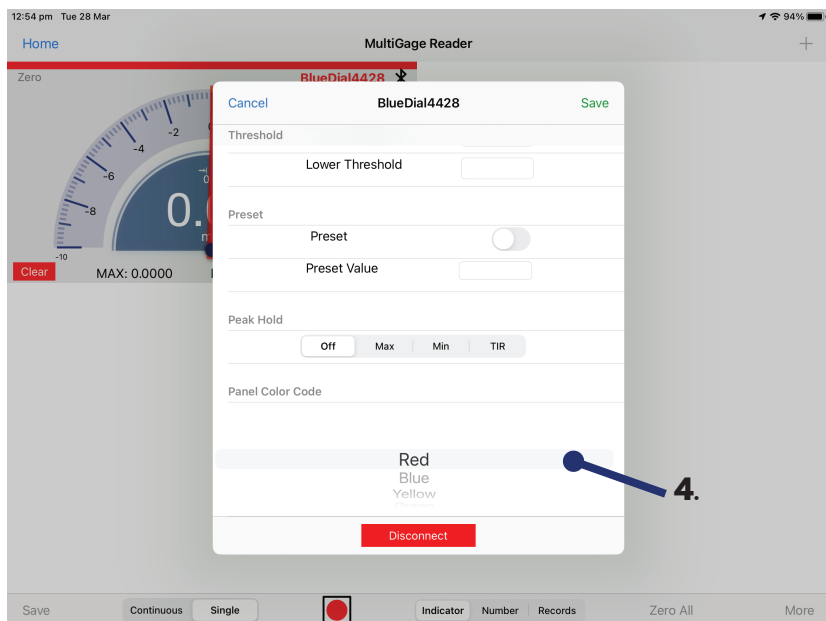 12:54 pm Tue 28 Mar 94%
Home MultiGage Reader
Zero BlueDial4428
-2
-4
-6
-8
-10
0.
Clear MAX: 0.0000
Cancel BlueDial4428 Save
Threshold
Lower Threshold
Preset
Preset
Preset Value
Peak Hold
Off Max Min TIR
Panel Color Code
Red
Blue
Yellow
Disconnect
4.
Save Continuous Single Indicator Number Records Zero All More